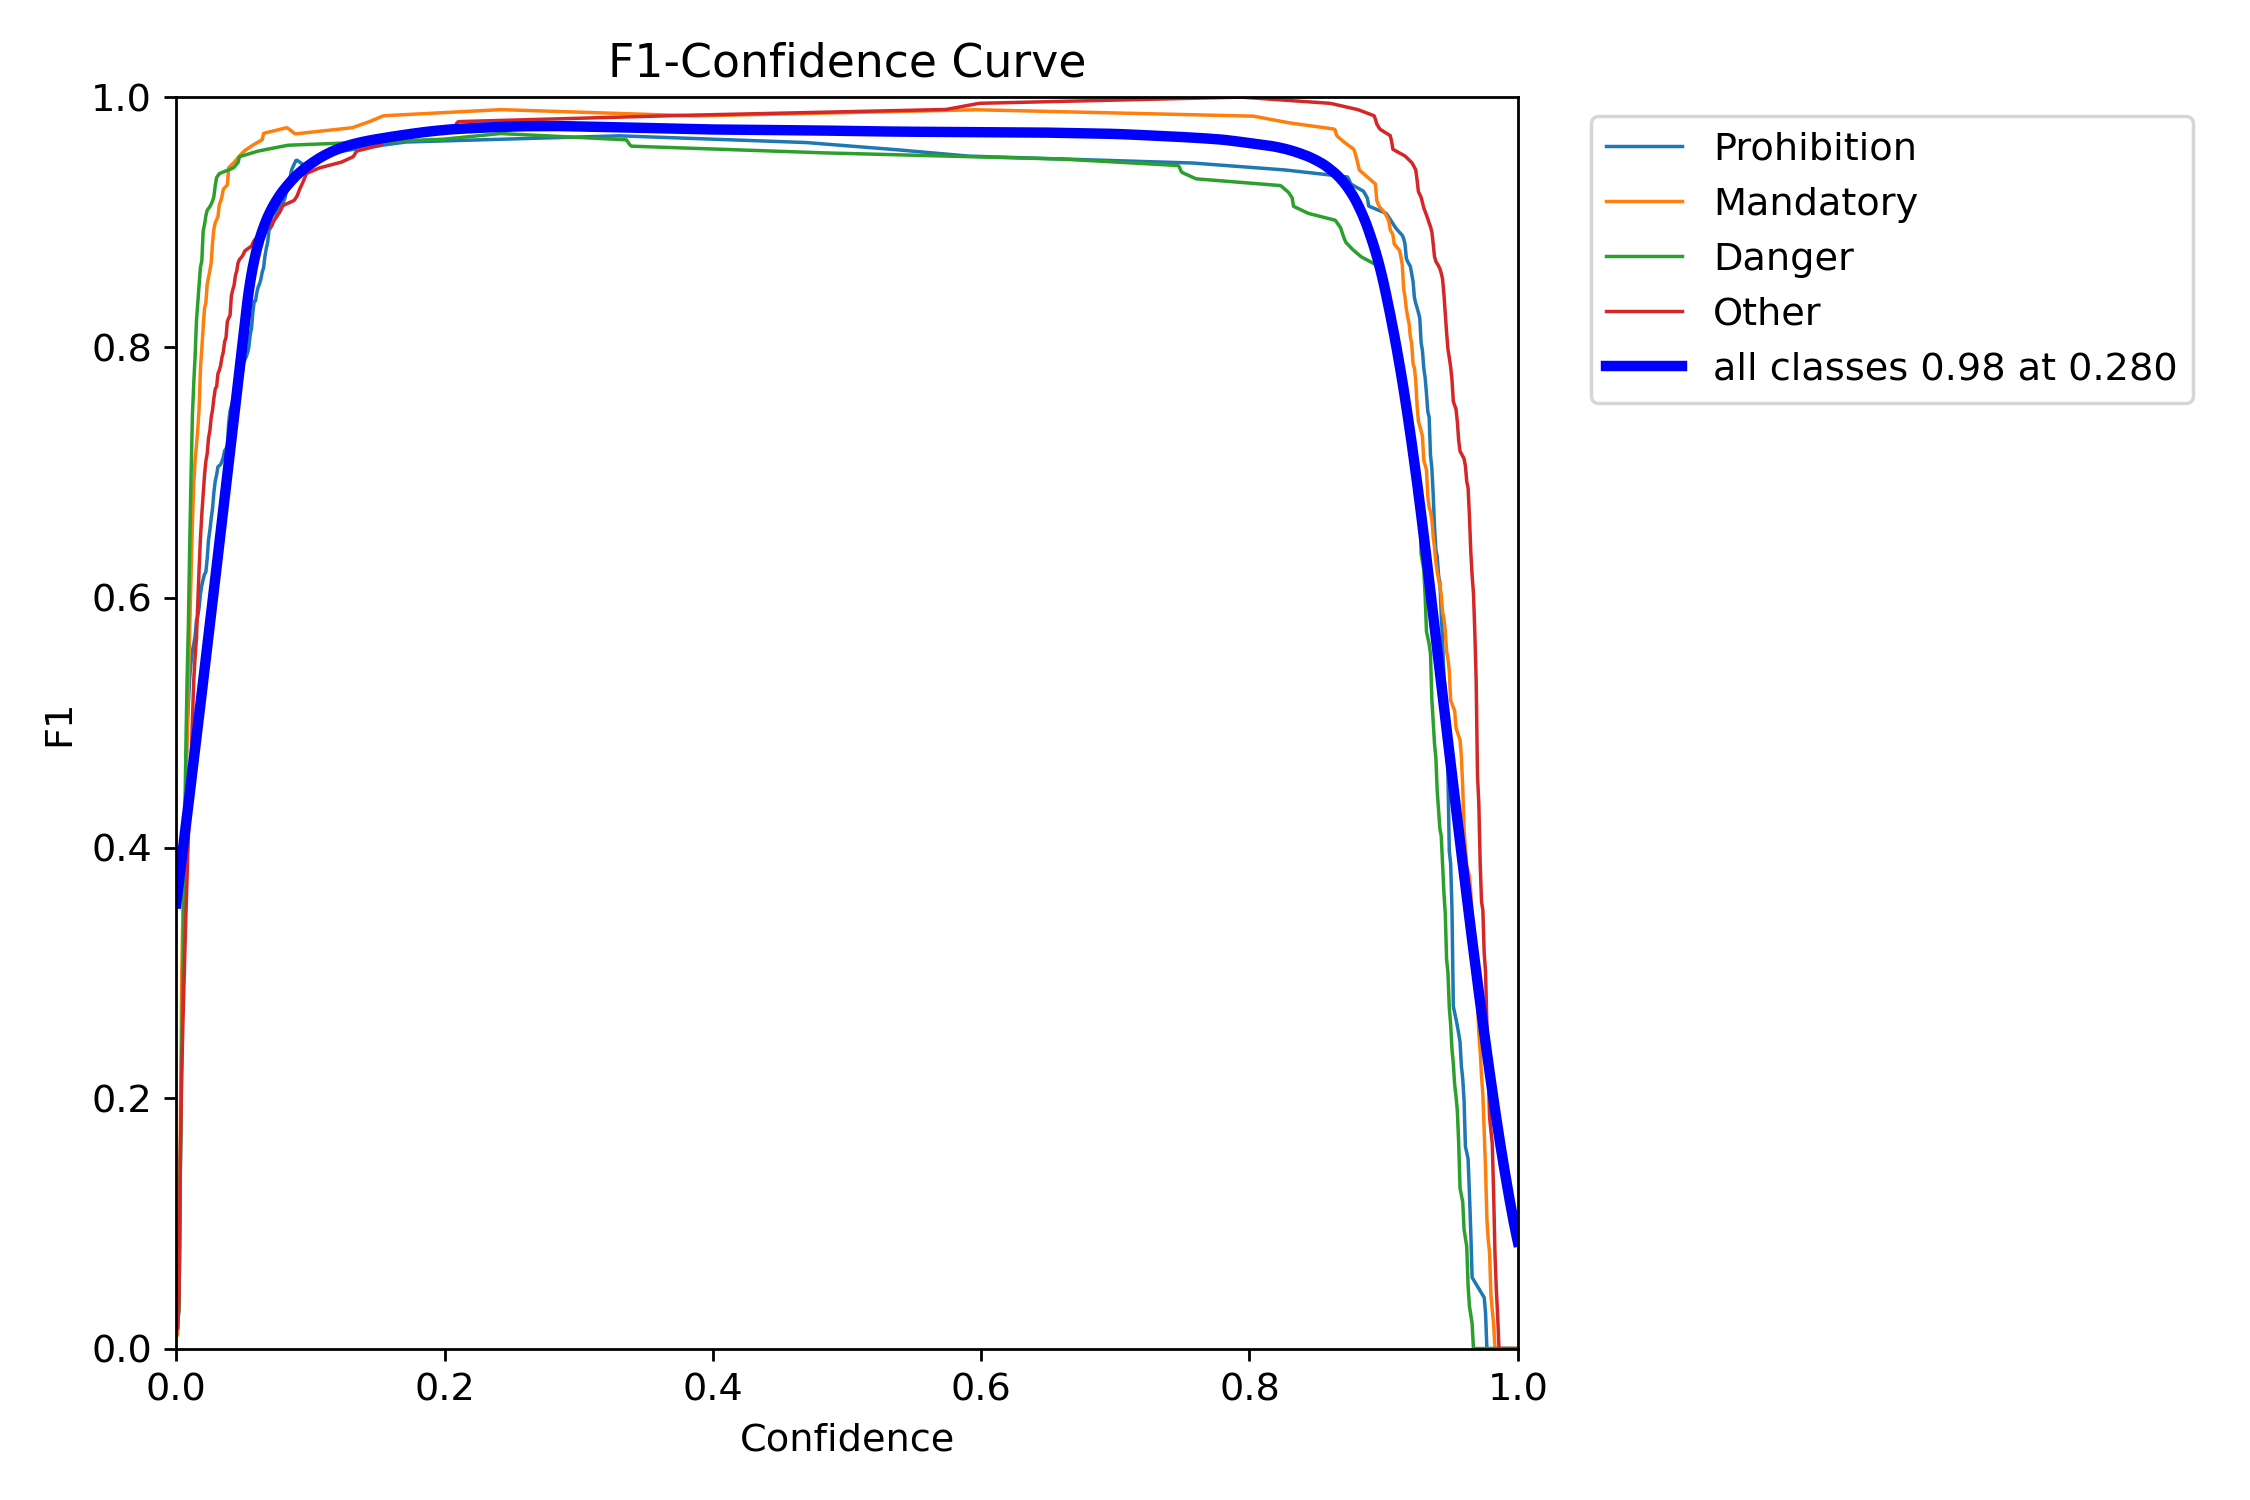 F1-Confidence Curve
1.0
0.8
0.6
0.4
0.2
0.0
F1
0.0 0.2 0.4 0.6 0.8 1.0
Confidence
Prohibition
Mandatory
Danger
Other
all classes 0.98 at 0.280